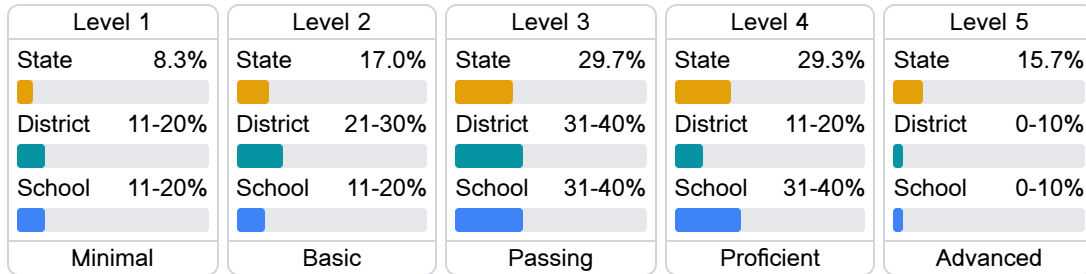 Level 1
State 8.3%
District 11-20%
School 11-20%
Minimal
Level 2
State 17.0%
District 21-30%
School 11-20%
Basic
Level 3
State 29.7%
District 31-40%
School 31-40%
Passing
Level 4
State 29.3%
District 11-20%
School 31-40%
Proficient
Level 5
State 15.7%
District 0-10%
School 0-10%
Advanced